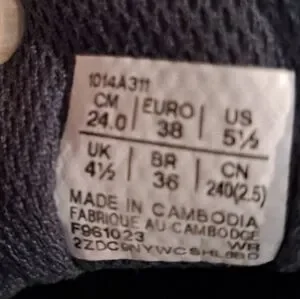 1014A311
CM EURO US
24.0 38 5½
UK BR CN
4½ 36 240(2.5)
MADE IN CAMBODIA
FABRIQUE AU CAMBODGE
F961023 WR